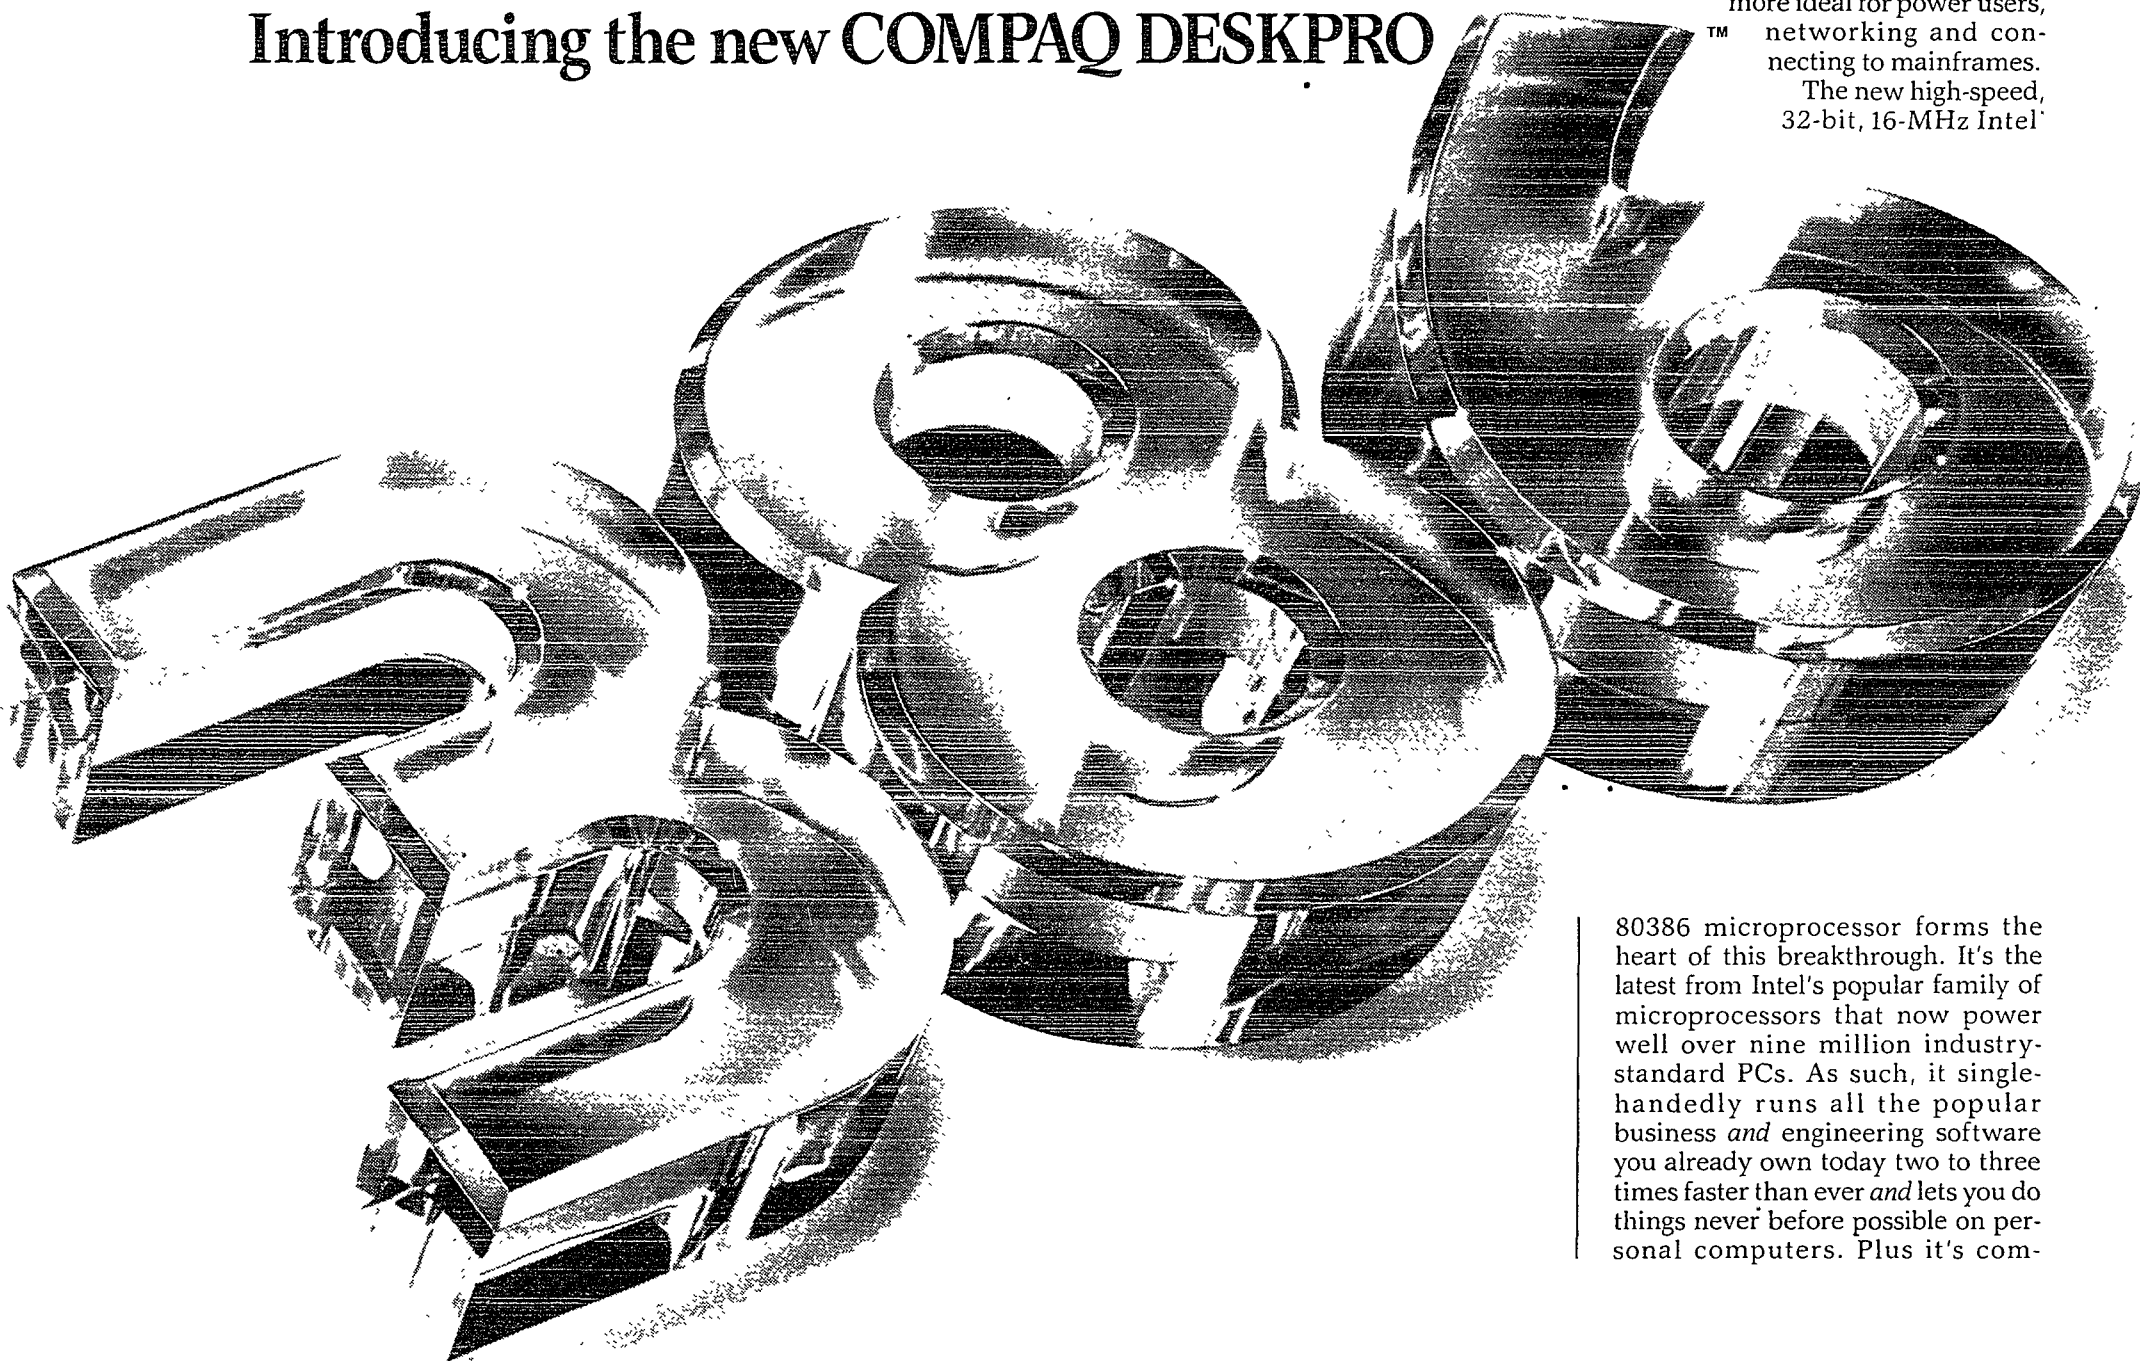 Introducing the new COMPAQ DESKPRO
386
™
more ideal for power users,
networking and con-
necting to mainframes.
The new high-speed,
32-bit, 16-MHz Intel
80386 microprocessor forms the
heart of this breakthrough. It's the
latest from Intel's popular family of
microprocessors that now power
well over nine million industry-
standard PCs. As such, it single-
handedly runs all the popular
business and engineering software
you already own today two to three
times faster than ever and lets you do
things never before possible on per-
sonal computers. Plus it's com-